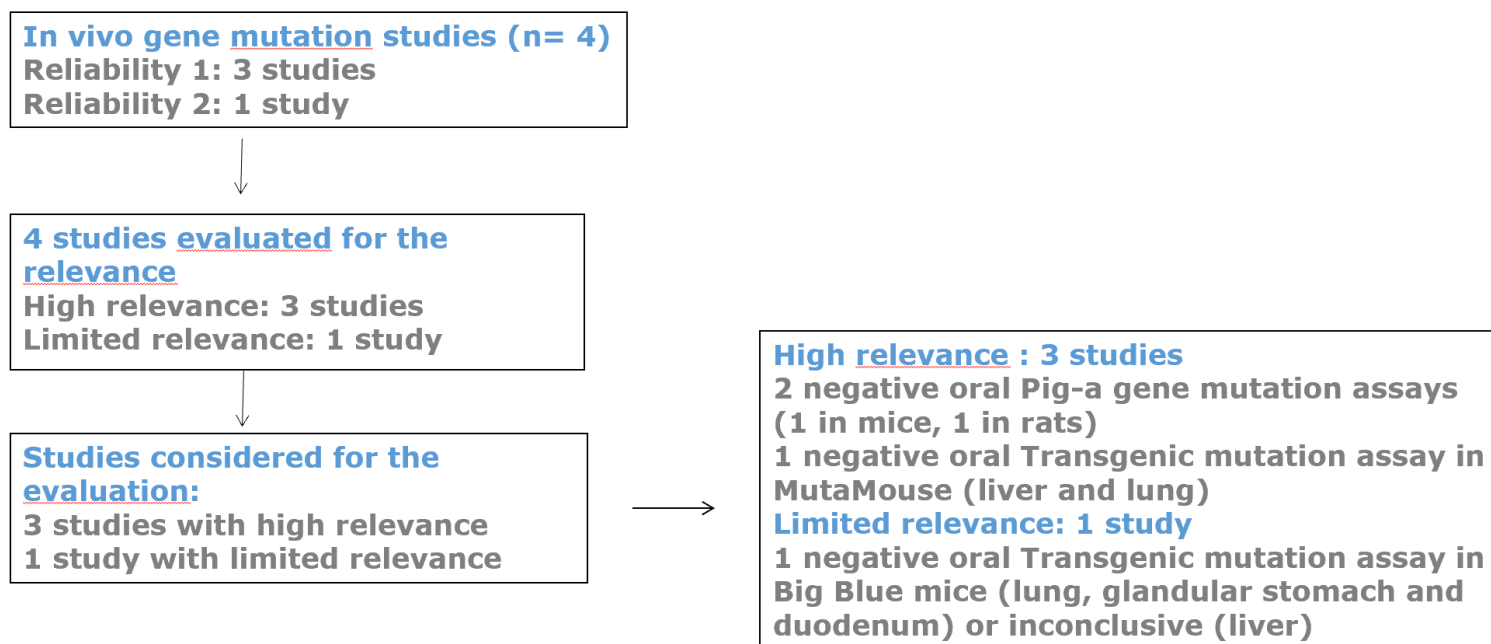 In vivo gene mutation studies (n= 4)
Reliability 1: 3 studies
Reliability 2: 1 study
4 studies evaluated for the
relevance
High relevance: 3 studies
Limited relevance: 1 study
Studies considered for the
evaluation:
3 studies with high relevance
1 study with limited relevance
High relevance : 3 studies
2 negative oral Pig-a gene mutation assays
(1 in mice, 1 in rats)
1 negative oral Transgenic mutation assay in
MutaMouse (liver and lung)
Limited relevance: 1 study
1 negative oral Transgenic mutation assay in
Big Blue mice (lung, glandular stomach and
duodenum) or inconclusive (liver)